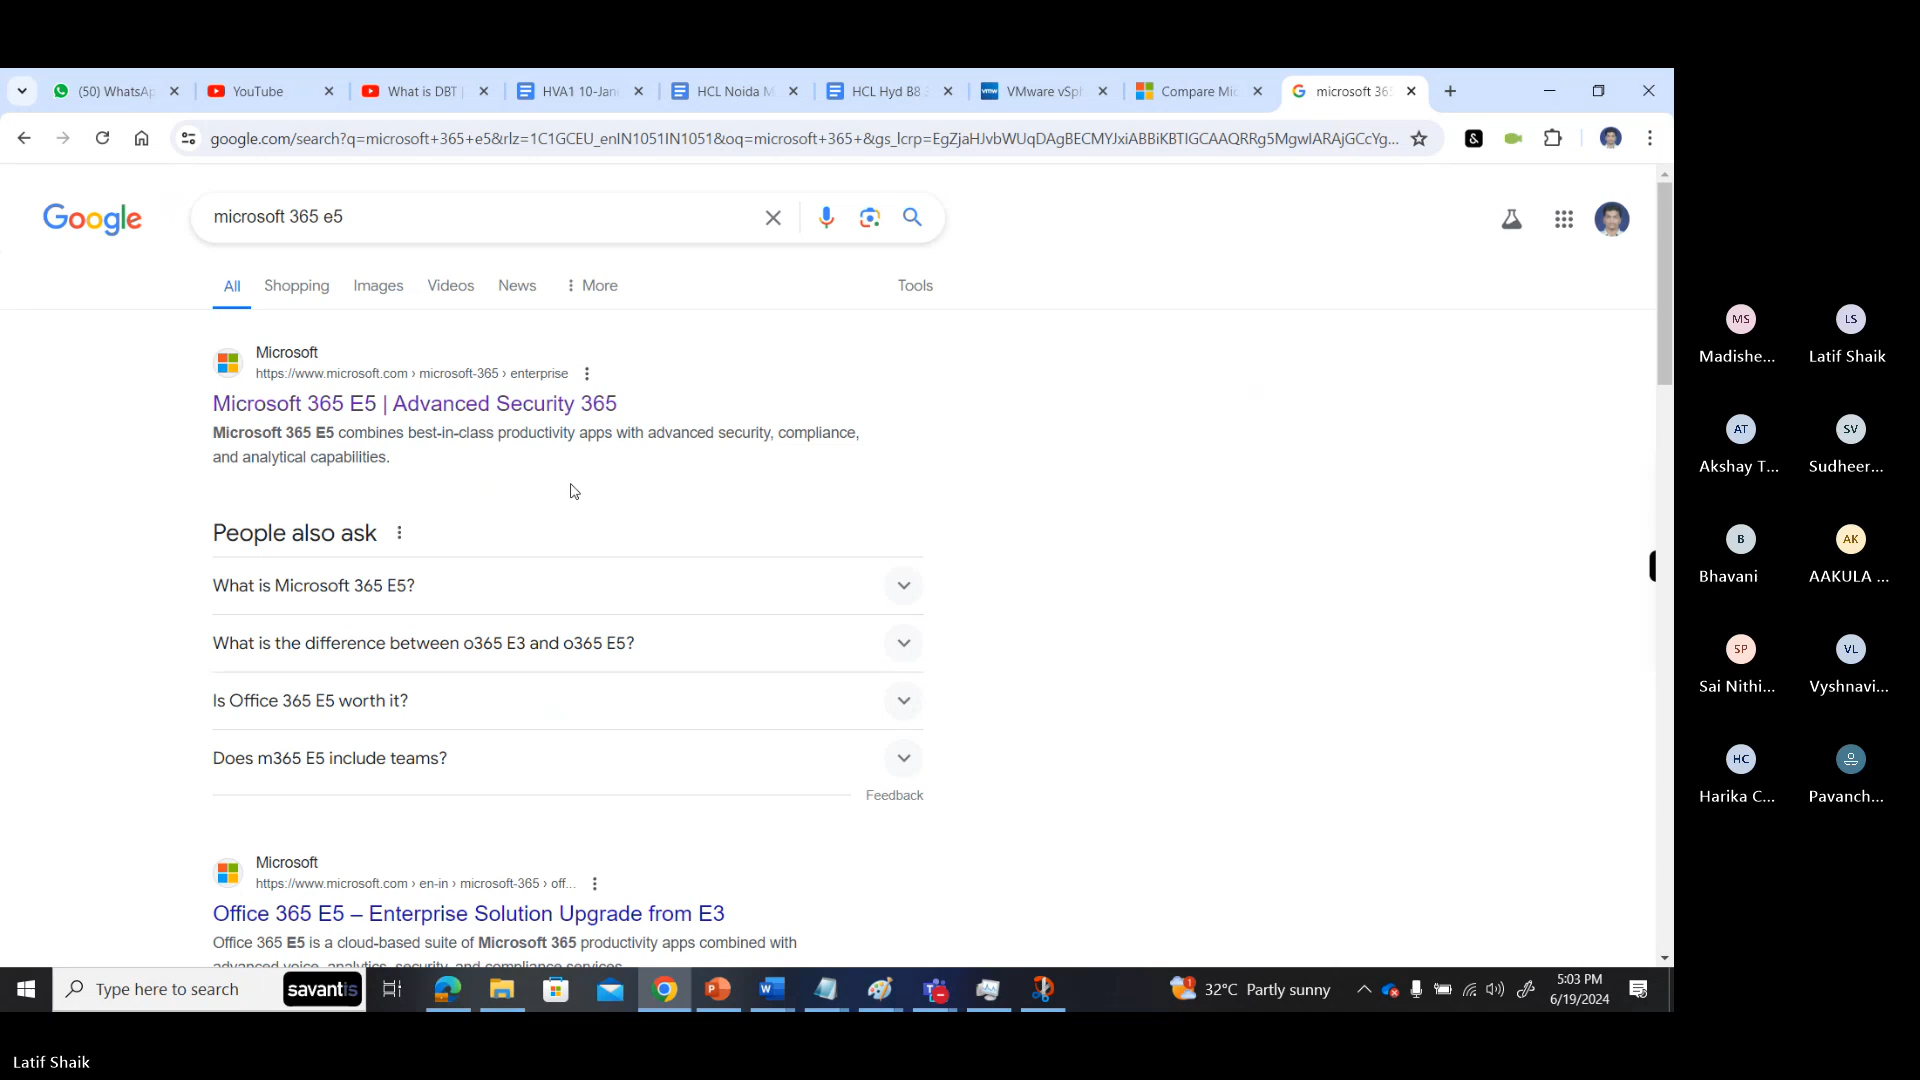 (50) WhatsAp
YouTube
What is DBT
HVA1 10-Jan
HCL Noida M
HCL Hyd B8
VMware vSph
Compare Mic
microsoft 365
google.com/search?q=microsoft+365+e5&rlz=1C1GCEU_enIN1051IN1051&oq=microsoft+365+&gs_lcrp=EgZjaHJvbWUqDAgBECMYJxiABBiKBTIGCAAQRRg5MgwIARAjGCcYg...
Google
microsoft 365 e5
All
Shopping
Images
Videos
News
More
Tools
Microsoft
https://www.microsoft.com › microsoft-365 › enterprise
Microsoft 365 E5 | Advanced Security 365
Microsoft 365 E5 combines best-in-class productivity apps with advanced security, compliance,
and analytical capabilities.
People also ask
What is Microsoft 365 E5?
What is the difference between o365 E3 and o365 E5?
Is Office 365 E5 worth it?
Does m365 E5 include teams?
Feedback
Microsoft
https://www.microsoft.com › en-in › microsoft-365 › off...
Office 365 E5 – Enterprise Solution Upgrade from E3
Office 365 E5 is a cloud-based suite of Microsoft 365 productivity apps combined with
advanced voice, analytics, security, and compliance services.
MS
Madishe...
LS
Latif Shaik
AT
Akshay T...
SV
Sudheer...
B
Bhavani
AK
AAKULA ...
SP
Sai Nithi...
VL
Vyshnavi...
HC
Harika C...
Pavanch...
Type here to search
savantis
32°C Partly sunny
5:03 PM
6/19/2024
Latif Shaik